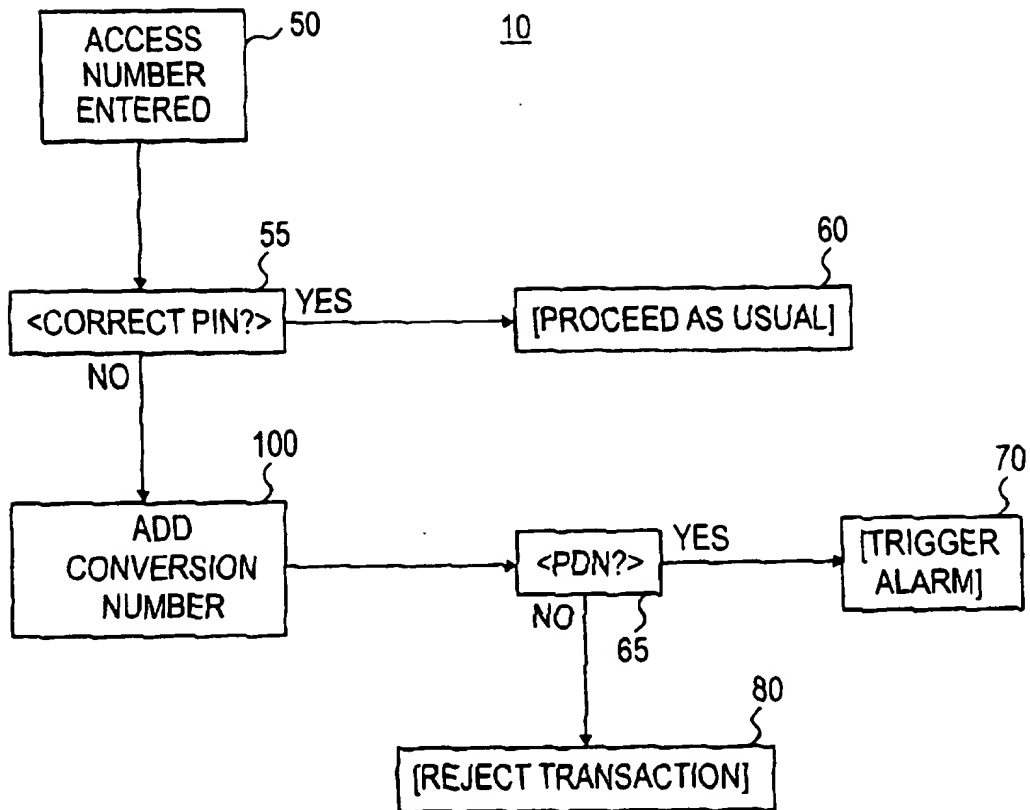 ACCESS
NUMBER
ENTERED
50
10
55
<CORRECT PIN?>
YES
NO
60
[PROCEED AS USUAL]
100
ADD
CONVERSION
NUMBER
<PDN?>
YES
NO
65
70
[TRIGGER
ALARM]
80
[REJECT TRANSACTION]